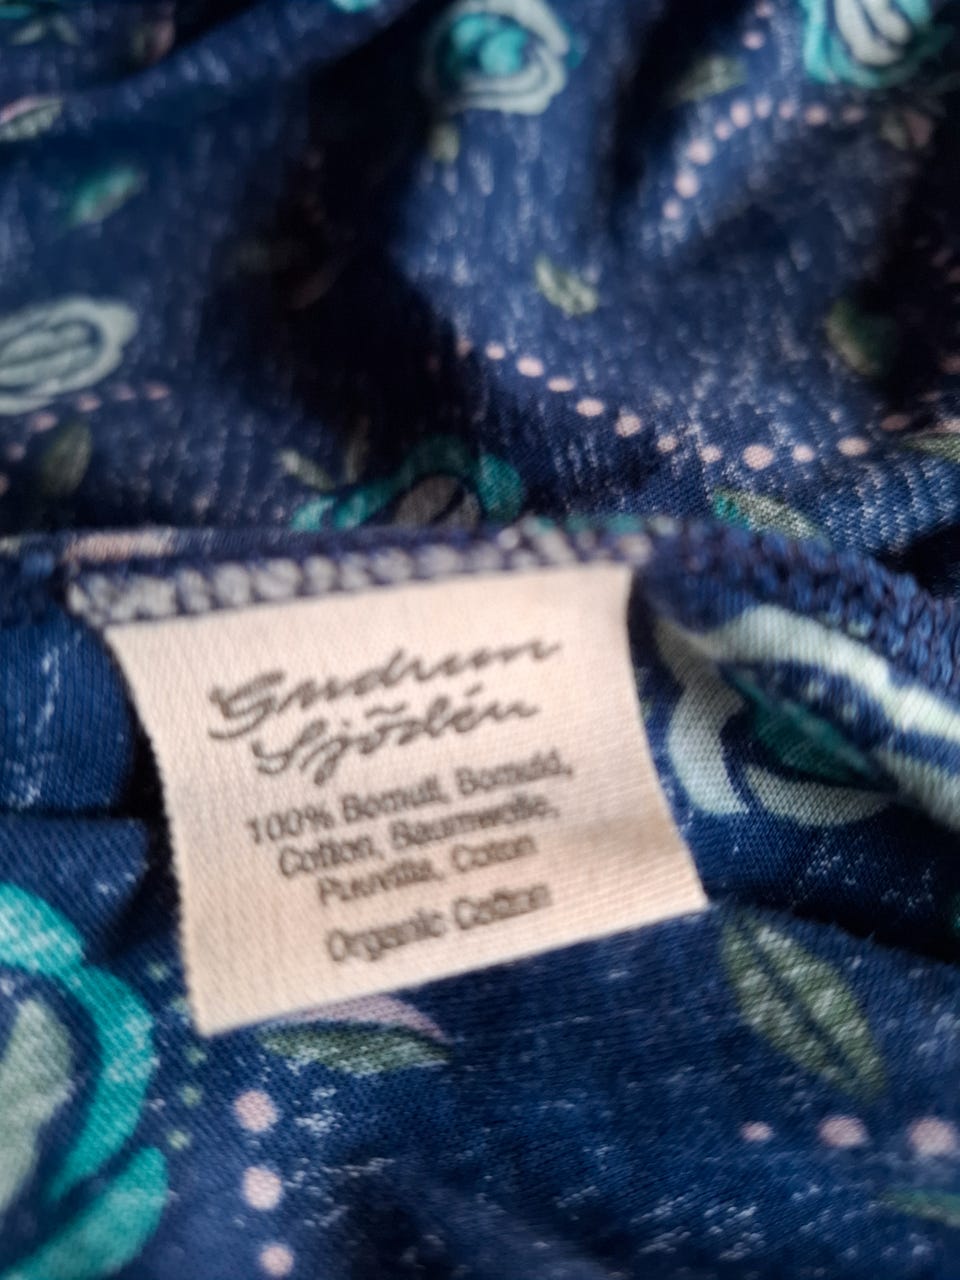 Gudrun
Sjödén
100% Bomull, Bomuld,
Cotton, Baumwolle,
Puuvilla, Coton
Organic Cotton